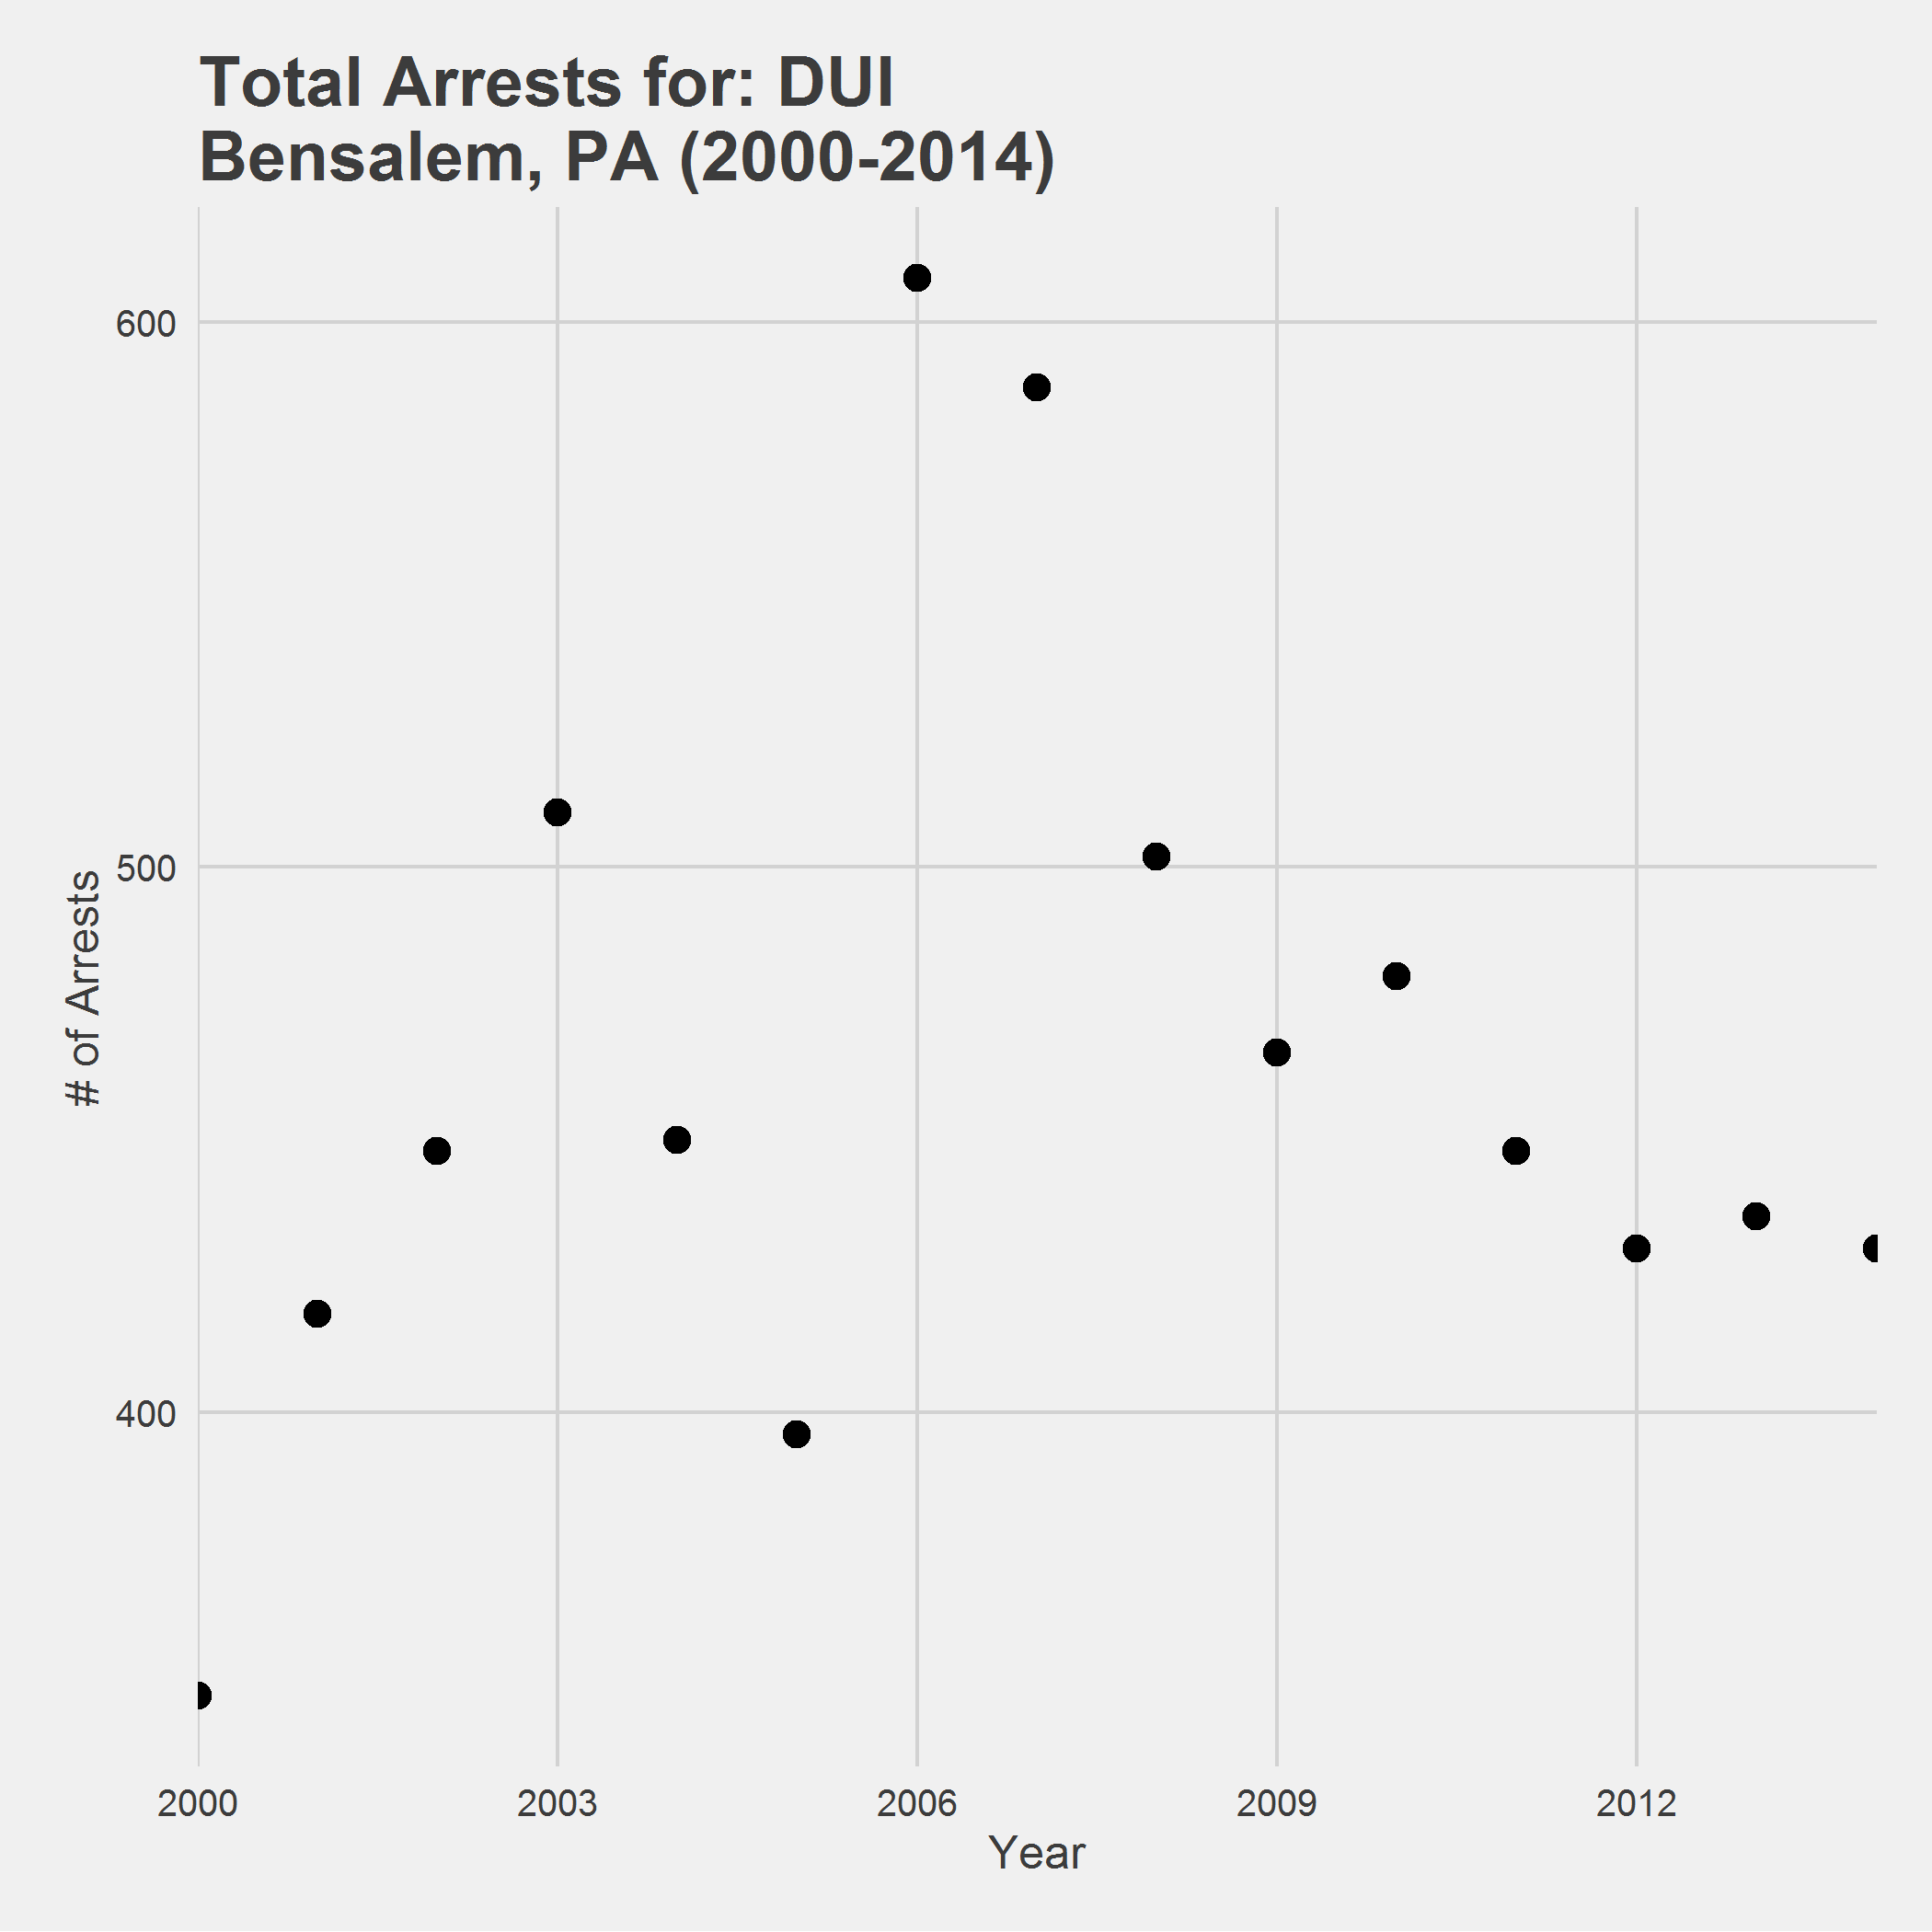 Total Arrests for: DUI
Bensalem, PA (2000-2014)
600
500
400
# of Arrests
2000 2003 2006 2009 2012
Year